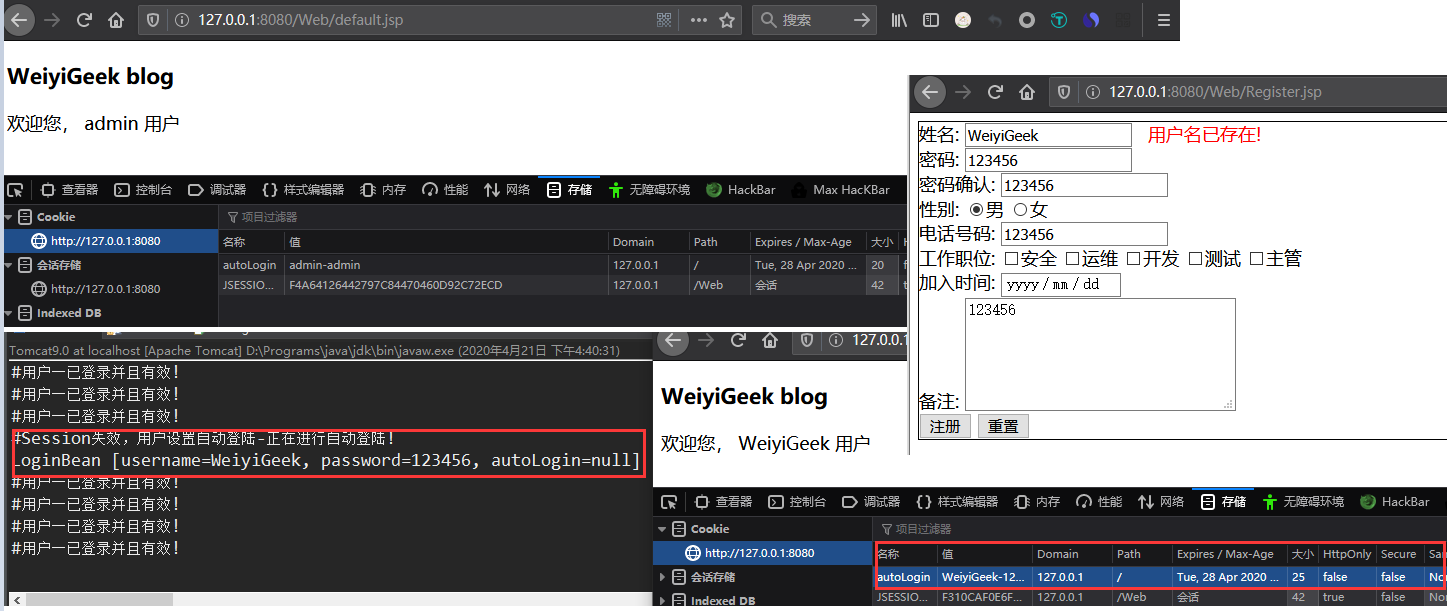 127.0.0.1:8080/Web/default.jsp
搜索
WeiyiGeek blog
欢迎您， admin 用户
查看器 控制台 调试器 样式编辑器 内存 性能 网络 存储 无障碍环境 HackBar Max HacKBar
Cookie
项目过滤器
http://127.0.0.1:8080
名称 值 Domain Path Expires / Max-Age 大小
会话存储
autoLogin admin-admin 127.0.0.1 / Tue, 28 Apr 2020 ... 20
http://127.0.0.1:8080
JSESSIO... F4A64126442797C84470460D92C72ECD 127.0.0.1 /Web 会话 42
Indexed DB
127.0.0.1:8080/Web/Register.jsp
姓名: WeiyiGeek 用户名已存在!
密码: 123456
密码确认: 123456
性别: 男 女
电话号码: 123456
工作职位: 安全 运维 开发 测试 主管
加入时间: yyyy / mm / dd
123456
备注:
注册 重置
Tomcat9.0 at localhost [Apache Tomcat] D:\Programs\java\jdk\bin\javaw.exe (2020年4月21日 下午4:40:31)
#用户一已登录并且有效!
#用户一已登录并且有效!
#用户一已登录并且有效!
#Session失效，用户设置自动登陆-正在进行自动登陆!
LoginBean [username=WeiyiGeek, password=123456, autoLogin=null]
#用户一已登录并且有效!
#用户一已登录并且有效!
#用户一已登录并且有效!
#用户一已登录并且有效!
127.0.0.1
WeiyiGeek blog
欢迎您， WeiyiGeek 用户
查看器 控制台 调试器 样式编辑器 内存 性能 网络 存储 无障碍环境 HackBar
Cookie
项目过滤器
http://127.0.0.1:8080
名称 值 Domain Path Expires / Max-Age 大小 HttpOnly Secure
会话存储
autoLogin WeiyiGeek-12... 127.0.0.1 / Tue, 28 Apr 2020 ... 25 false false
Indexed DB
JSESSIO... F310CAF0E6F... 127.0.0.1 /Web 会话 42 true false